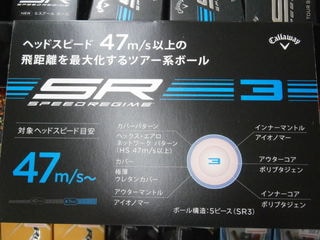 ヘッドスピード 47m/s以上の
飛距離を最大化するツアー系ボール
Callaway
SR 3
SPEED REGIME
対象ヘッドスピード目安
47m/s～
カバーパターン
ヘックス・エアロ
ネットワーク パターン
(HS 47m/s以上)
カバー
極薄
ウレタンカバー
アウターマントル
アイオノマー
3
インナーマントル
アイオノマー
アウターコア
ポリブタジェン
インナーコア
ポリブタジェン
ボール構造：5ピース(SR3)